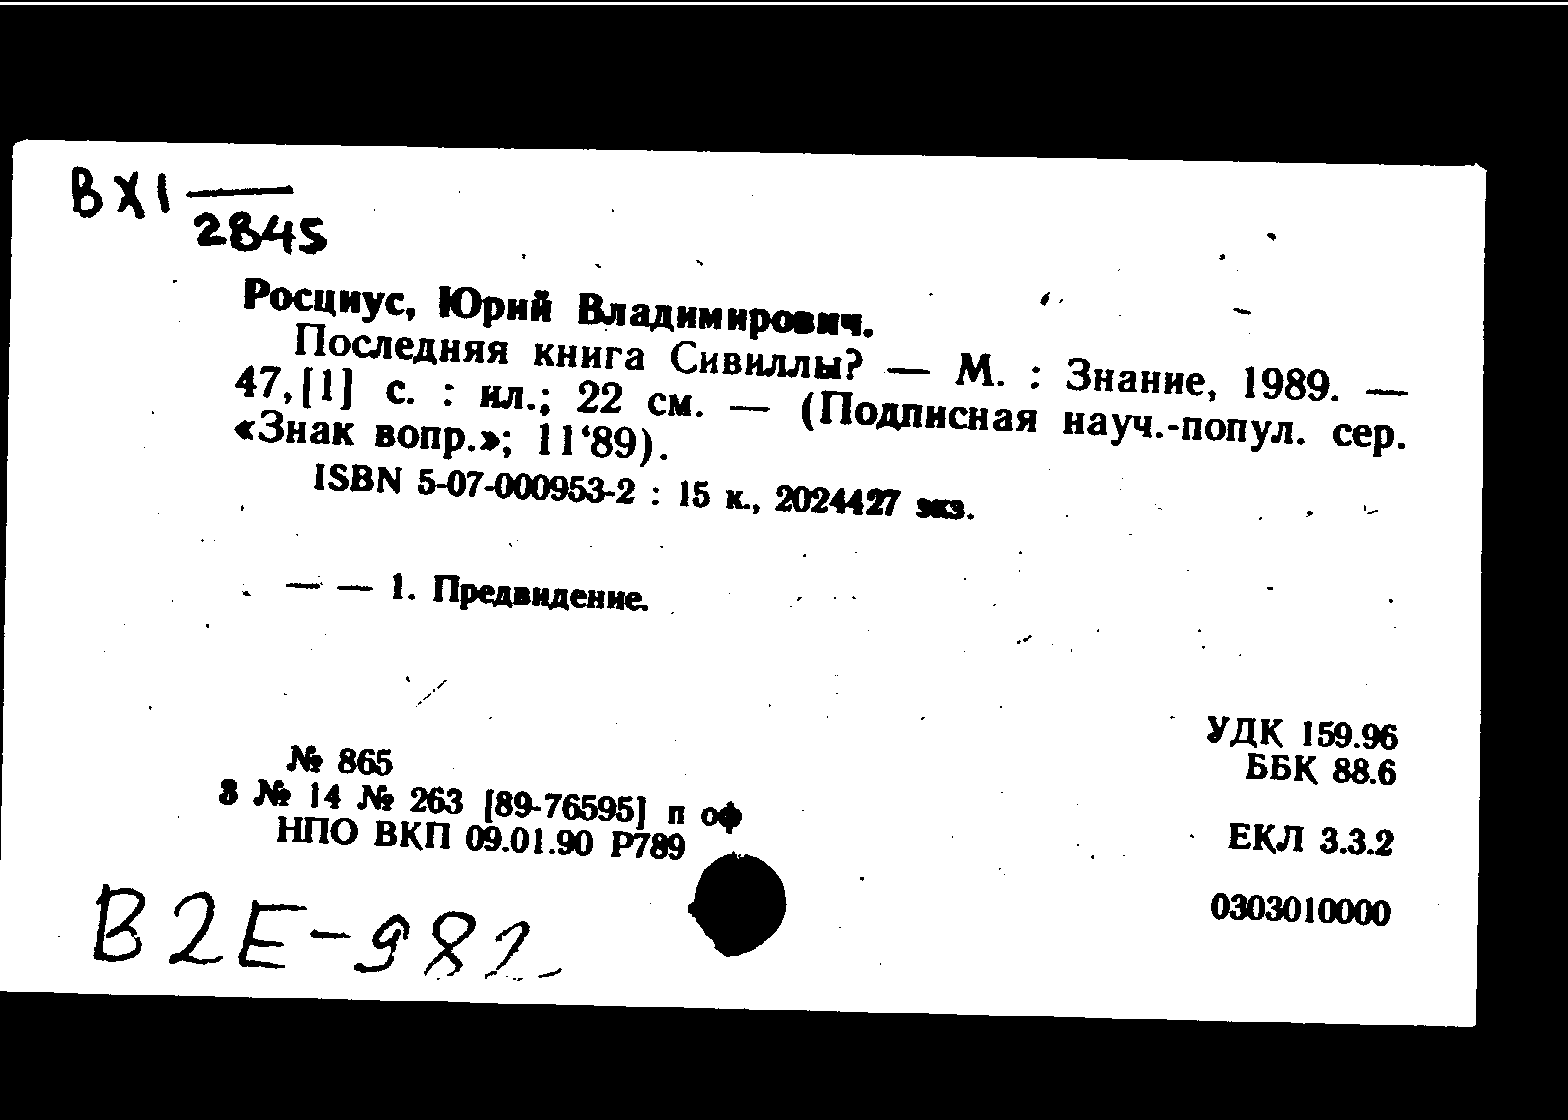 В XI
2845
Росциус, Юрий Владимирович.
Последняя книга Сивиллы? — М. : Знание, 1989. —
47,[1] с. : ил.; 22 см. — (Подписная науч.-попул. сер.
«Знак вопр.»; 11‘89).
ISBN 5-07-000953-2 : 15 к., 2024427 экз.
— — 1. Предвидение.
УДК 159.96
№ 865
ББК 88.6
8 № 14 № 263 [89-76595] п оф
НПО ВКП 09.01.90 Р789
ЕКЛ 3.3.2
0303010000
В2Е-982